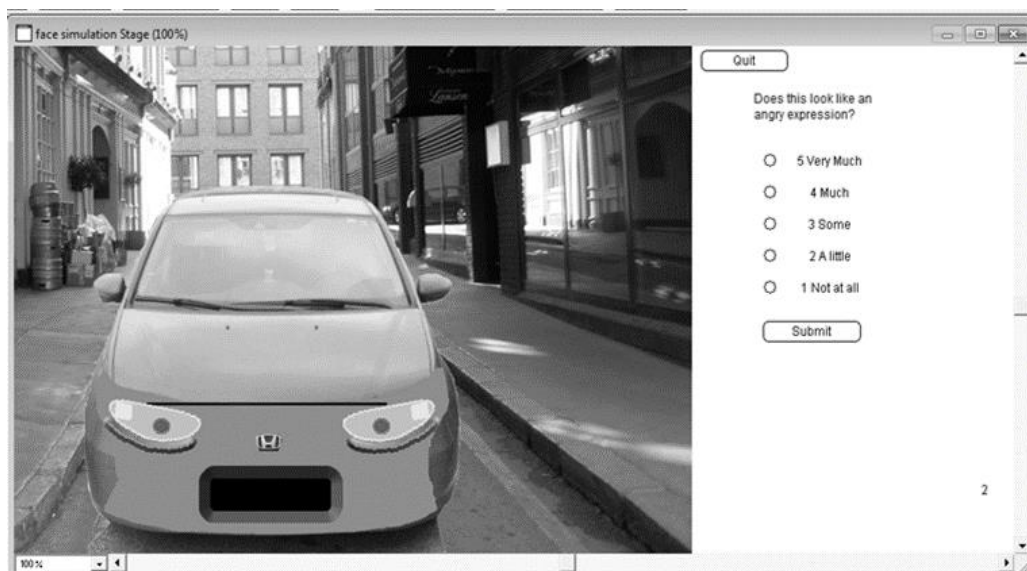 face simulation Stage (100%)
Quit
Does this look like an
angry expression?
5 Very Much
4 Much
3 Some
2 A little
1 Not at all
Submit
2
100%